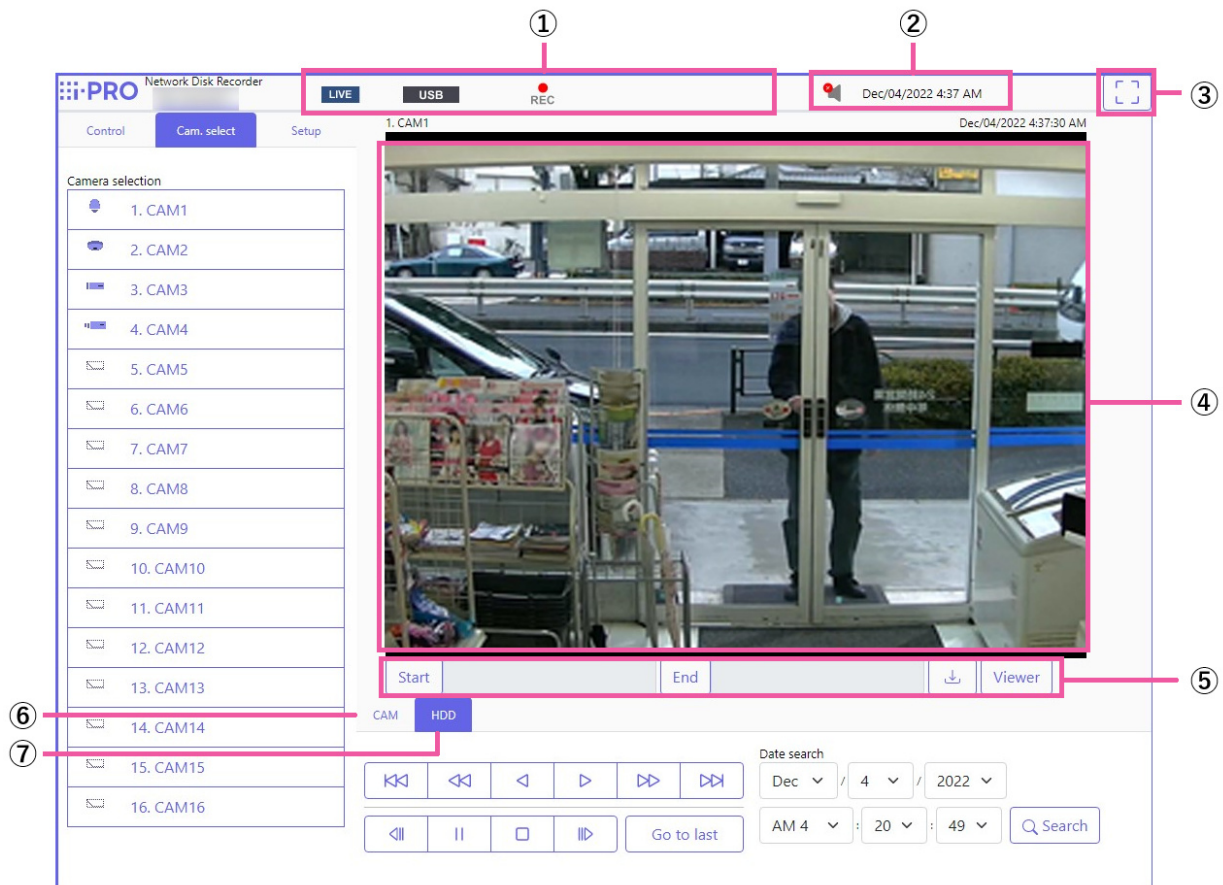 ① ②
i-PRO Network Disk Recorder LIVE USB REC Dec/04/2022 4:37 AM ③
Control Cam. select Setup 1. CAM1 Dec/04/2022 4:37:30 AM
Camera selection
1. CAM1
2. CAM2
3. CAM3
4. CAM4
5. CAM5
6. CAM6
④
7. CAM7
8. CAM8
9. CAM9
10. CAM10
11. CAM11
12. CAM12
13. CAM13
Start End Viewer ⑤
⑥ 14. CAM14 CAM HDD
⑦ 15. CAM15
16. CAM16
Date search
Dec / 4 / 2022
AM 4 : 20 : 49 Search
Go to last